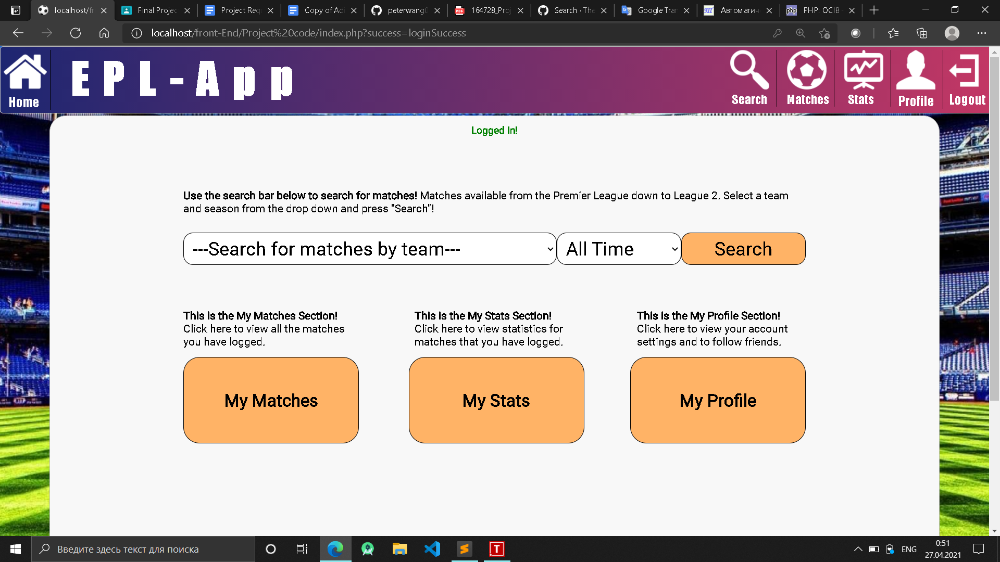 localhost/fr
Final Projec
Project Req
Copy of Ad
peterwang0
164728_Proj
Search · The
Google Tran
Автоматич
PHP: OCI8 -
localhost/front-End/Project%20code/index.php?success=loginSuccess
Home
EPL-App
Search
Matches
Stats
Profile
Logout
Logged In!
Use the search bar below to search for matches! Matches available from the Premier League down to League 2. Select a team
and season from the drop down and press "Search"!
---Search for matches by team---
All Time
Search
This is the My Matches Section!
Click here to view all the matches
you have logged.
This is the My Stats Section!
Click here to view statistics for
matches that you have logged.
This is the My Profile Section!
Click here to view your account
settings and to follow friends.
My Matches
My Stats
My Profile
Введите здесь текст для поиска
ENG
0:51
27.04.2021